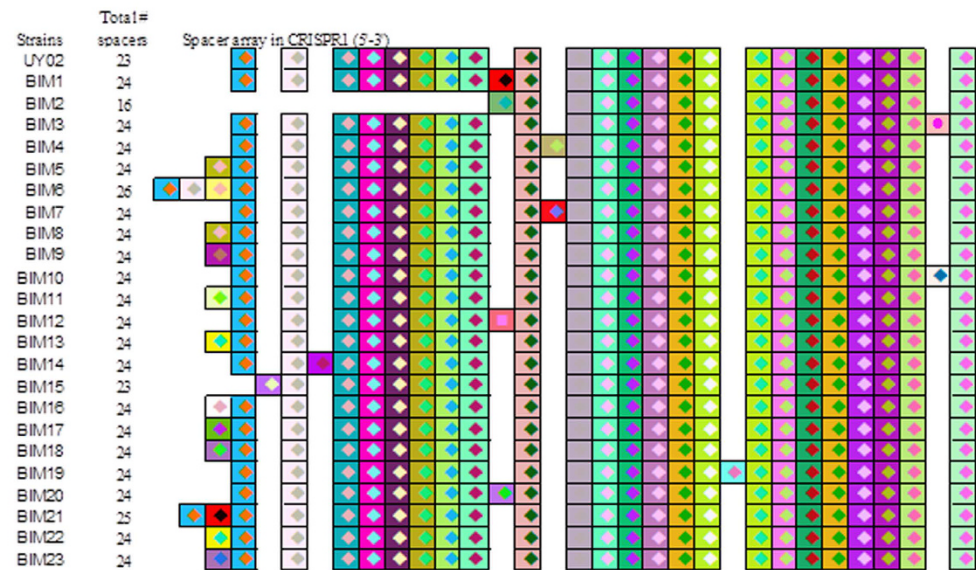 Total #
Strains spacers Spacer array in CRISPR1 (5'-3')
UY02 23
BIM1 24
BIM2 16
BIM3 24
BIM4 24
BIM5 24
BIM6 26
BIM7 24
BIM8 24
BIM9 24
BIM10 24
BIM11 24
BIM12 24
BIM13 24
BIM14 24
BIM15 23
BIM16 24
BIM17 24
BIM18 24
BIM19 24
BIM20 24
BIM21 25
BIM22 24
BIM23 24